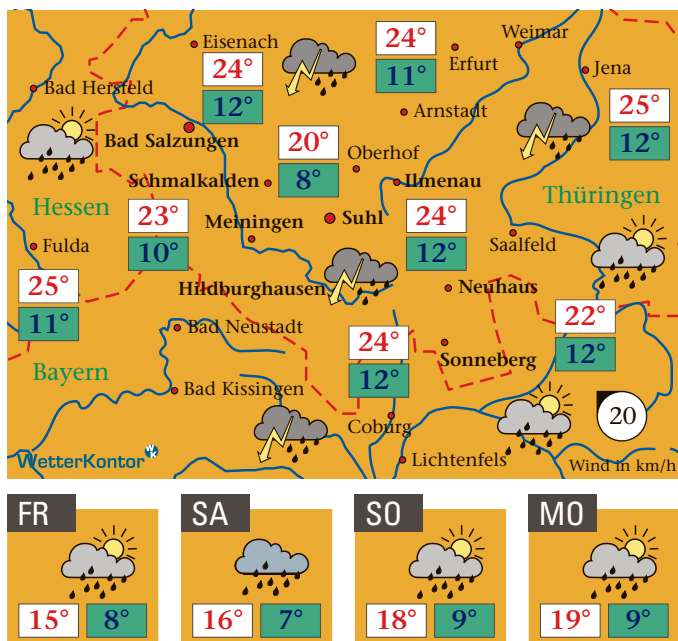 Weimar
Eisenach
24°
24°
Erfurt
Jena
Bad Hersfeld
12°
11°
Arnstadt
25°
Bad Salzungen
20°
12°
Oberhof
Schmalkalden
8°
Ilmenau
Thüringen
Hessen
23°
Meiningen
Suhl
24°
Fulda
10°
12°
Saalfeld
25°
Hildburghausen
Neuhaus
11°
22°
Bad Neustadt
24°
Sonneberg
12°
Bayern
12°
Bad Kissingen
20
Coburg
WetterKontor
Lichtenfels
Wind in km/h
FR
SA
SO
MO
15° 8°
16° 7°
18° 9°
19° 9°